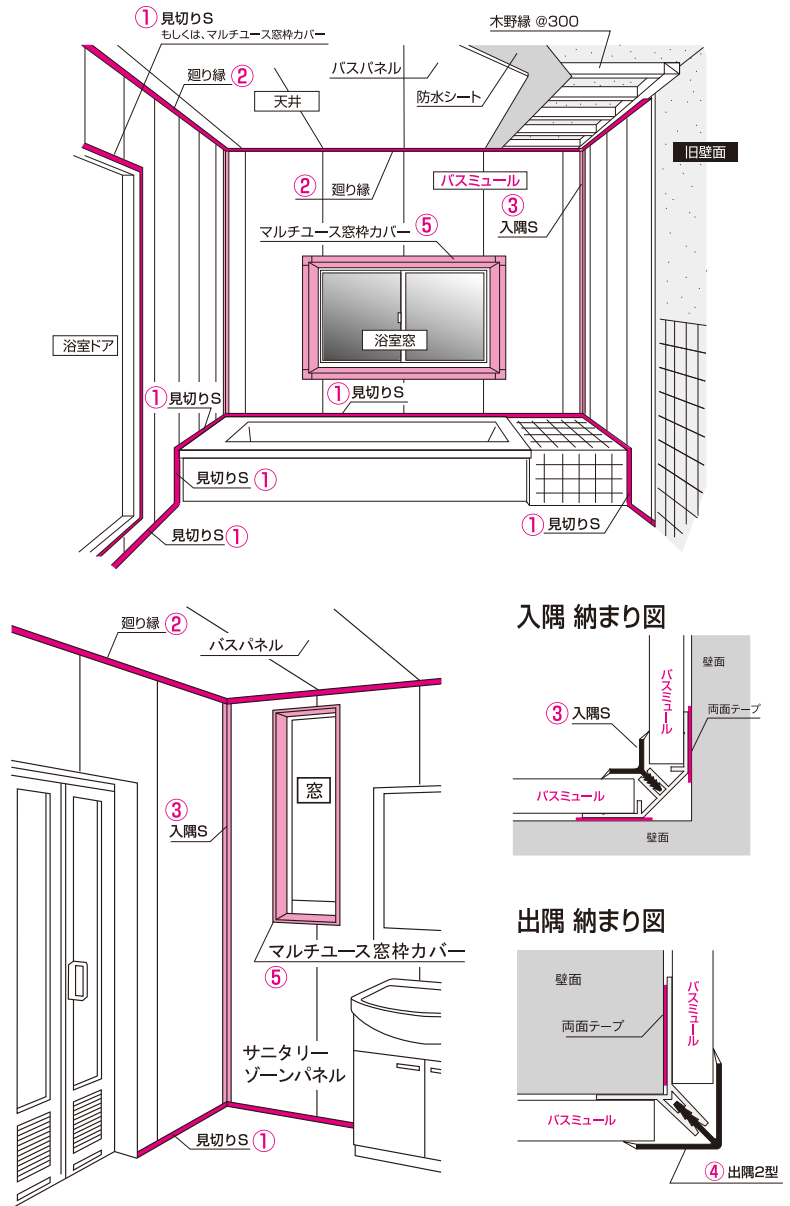 ① 見切りS
もしくは、マルチユース窓枠カバー
木野縁 @300
廻り縁 ②
バスパネル
天井
防水シート
旧壁面
② 廻り縁
バスミュール
③
入隅S
マルチユース窓枠カバー ⑤
浴室窓
浴室ドア
① 見切りS
① 見切りS
見切りS ①
見切りS ①
① 見切りS
廻り縁 ②
バスパネル
窓
③
入隅S
マルチユース窓枠カバー
⑤
サニタリー
ゾーンパネル
見切りS ①
入隅 納まり図
壁面
バスミュール
③ 入隅S
両面テープ
バスミュール
壁面
出隅 納まり図
壁面
バスミュール
両面テープ
バスミュール
④ 出隅2型